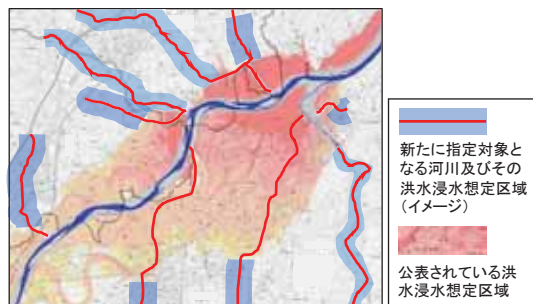 新たに指定対象と
なる河川及びその
洪水浸水想定区域
(イメージ)
公表されている洪
水浸水想定区域